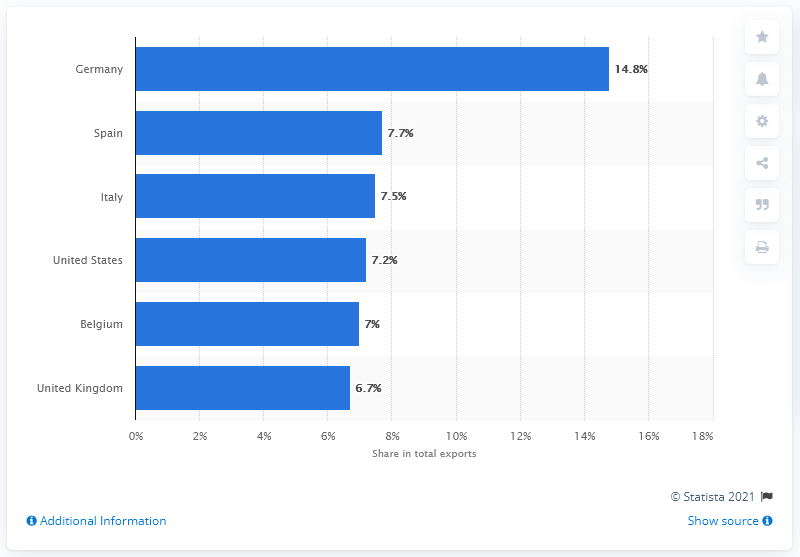 Germany 14.8%
Spain 7.7%
Italy 7.5%
United States 7.2%
Belgium 7%
United Kingdom 6.7%
0% 2% 4% 6% 8% 10% 12% 14% 16% 18%
Share in total exports
© Statista 2021
Additional Information Show source